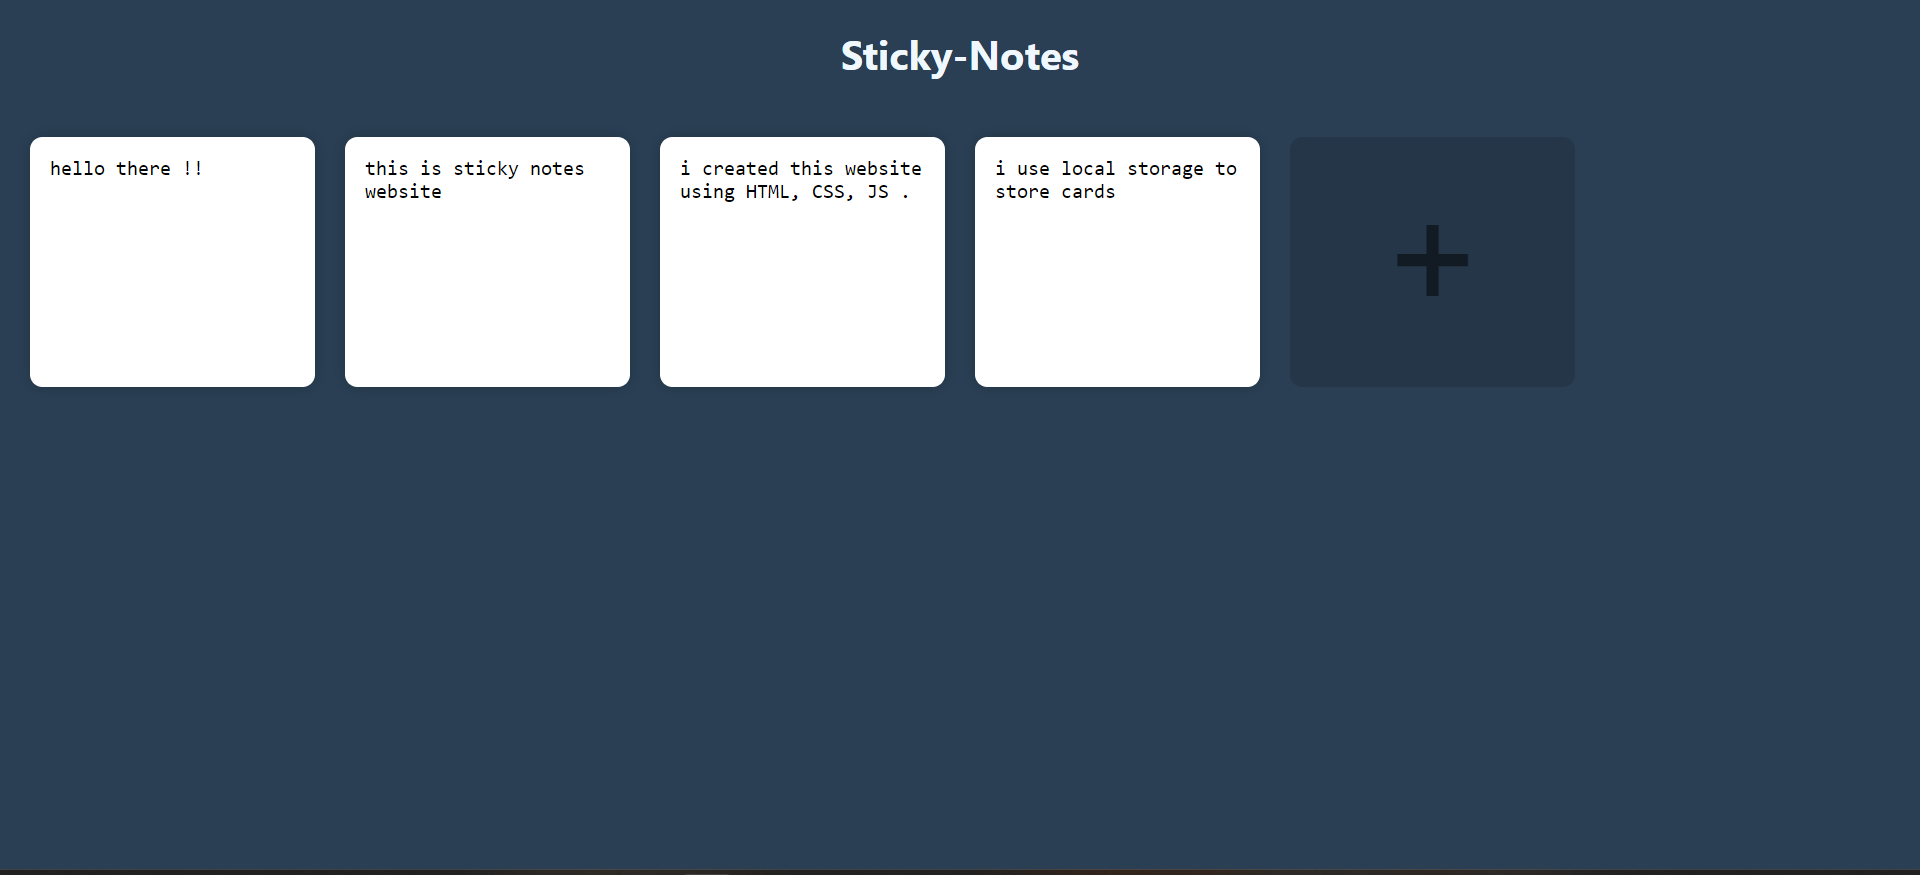 Sticky-Notes
hello there !!
this is sticky notes
website
i created this website
using HTML, CSS, JS .
i use local storage to
store cards
+